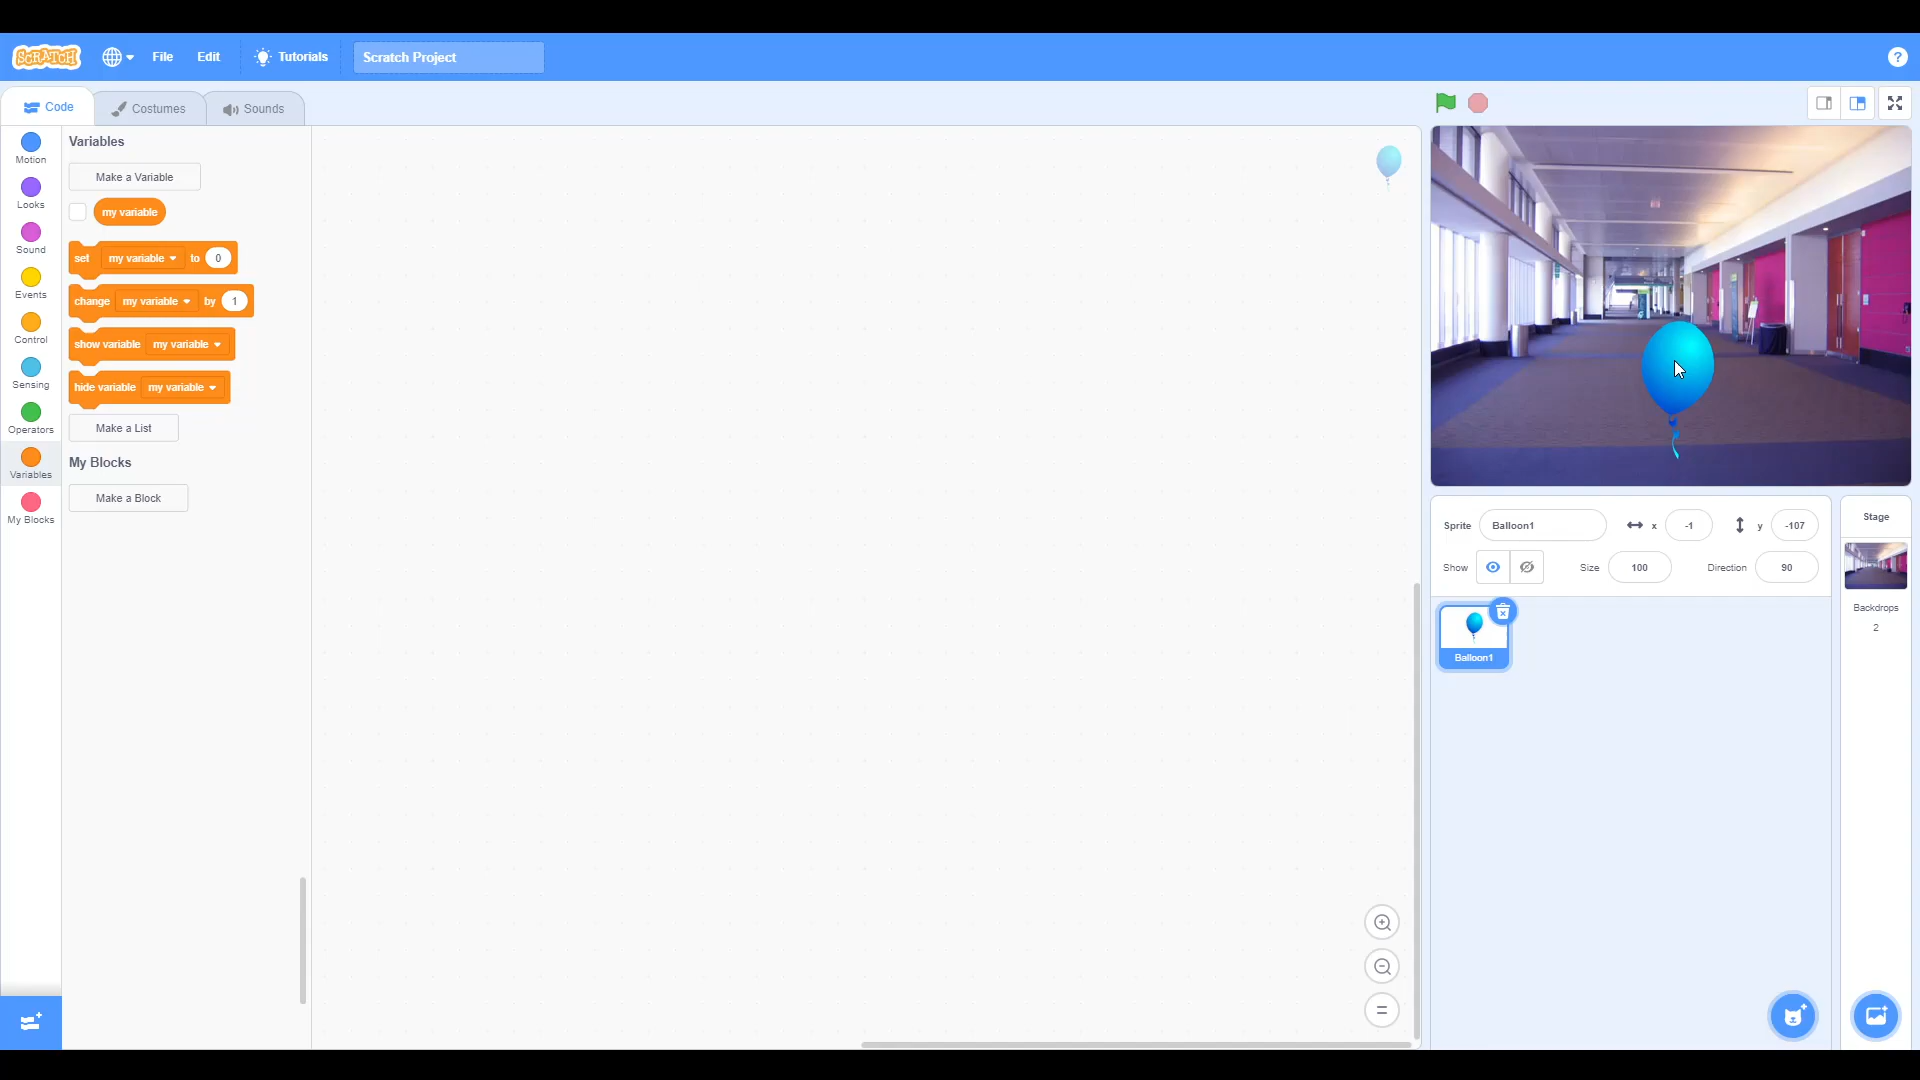 SCRATCH
File
Edit
Tutorials
Scratch Project
?
Code
Costumes
Sounds
Motion
Looks
Sound
Events
Control
Sensing
Operators
Variables
My Blocks
Variables
Make a Variable
my variable
set my variable to 0
change my variable by 1
show variable my variable
hide variable my variable
Make a List
My Blocks
Make a Block
Sprite Balloon1 x -1 y -107
Show Size 100 Direction 90
Balloon1
Stage
Backdrops
2